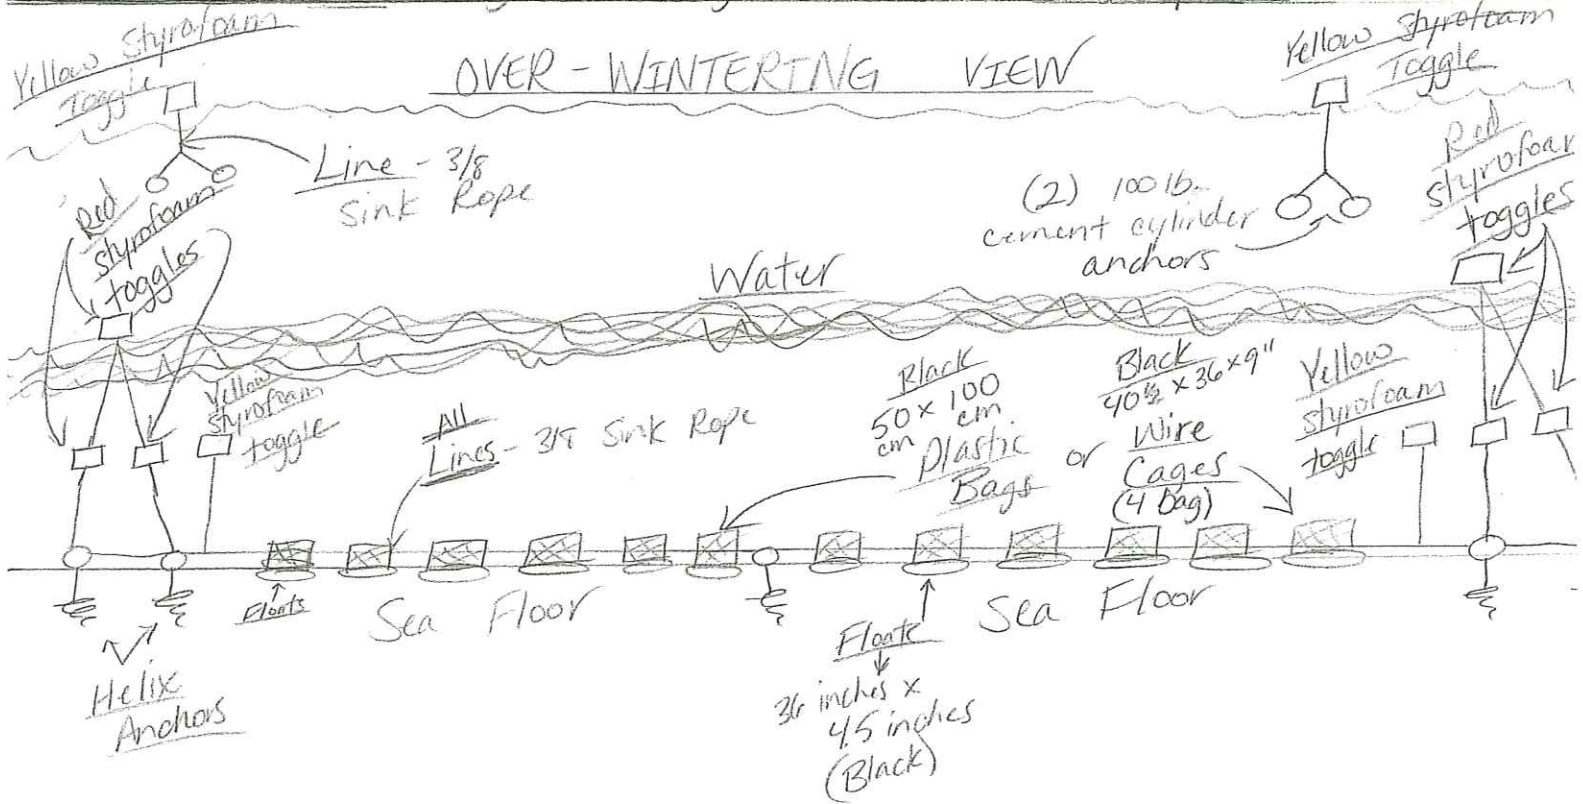 Yellow Styrofoam
Toggle
OVER-WINTERING VIEW
Yellow Styrofoam
Toggle
Line - 3/8
Sink Rope
Red
styrofoam
toggles
(2) 100 lb.
cement cylinder
anchors
Red
styrofoam
toggles
Water
Yellow
styrofoam
toggle
All
Lines - 3/8 Sink Rope
Black
50 x 100
cm cm
Plastic
Bags
or
Black
40½ x 36 x 9"
Wire
Cages
(4 bag)
Yellow
styrofoam
toggle
Floats
Sea Floor
Sea Floor
Helix
Anchors
Floats
36 inches x
4.5 inches
(Black)